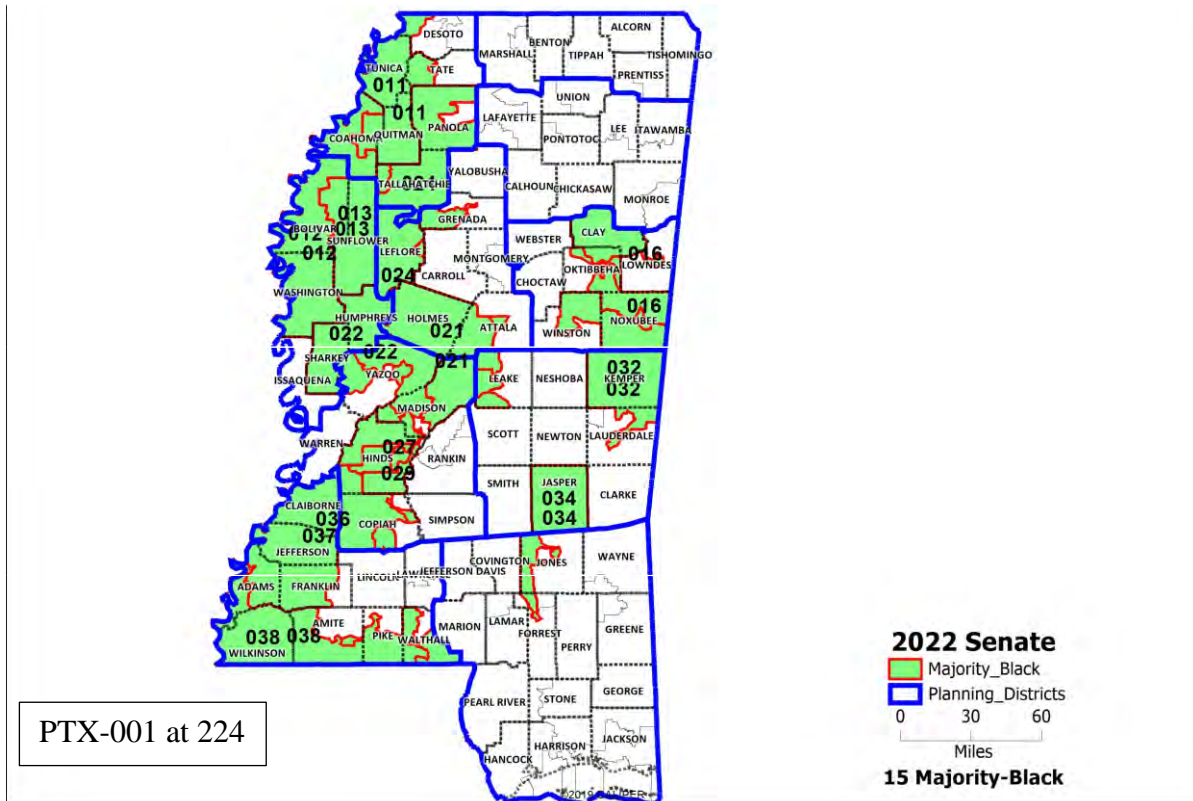 DESOTO
ALCORN
BENTON
MARSHALL
TIPPAH
TISHOMINGO
TUNICA
TATE
PRENTISS
011
011
UNION
LAFAYETTE
PANOLA
COAHOMA
QUITMAN
LEE
ITAWAMBA
PONTOTOC
YALOBUSHA
TALLAHATCHIE
CALHOUN
CHICKASAW
MONROE
013
GRENADA
BOLIVAR
013
SUNFLOWER
012
012
LEFLORE
WEBSTER
CLAY
016
MONTGOMERY
OKTIBBEHA
LOWNDES
024
CARROLL
CHOCTAW
WASHINGTON
016
HUMPHREYS
HOLMES
021
ATTALA
WINSTON
NOXUBEE
022
SHARKEY
022
021
ISSAQUENA
YAZOO
LEAKE
NESHOBA
032
KEMPER
032
MADISON
WARREN
027
HINDS
029
RANKIN
SCOTT
NEWTON
LAUDERDALE
SMITH
JASPER
034
034
CLARKE
CLAIBORNE
036
037
COPIAH
SIMPSON
JEFFERSON
COVINGTON
JONES
WAYNE
ADAMS
FRANKLIN
LINCOLN
JEFFERSON DAVIS
AMITE
038
038
WILKINSON
PIKE
WALTHALL
MARION
LAMAR
FORREST
PERRY
GREENE
PEARL RIVER
STONE
GEORGE
HARRISON
JACKSON
HANCOCK
2022 Senate
Majority_Black
Planning_Districts
0 30 60
Miles
15 Majority-Black
PTX-001 at 224